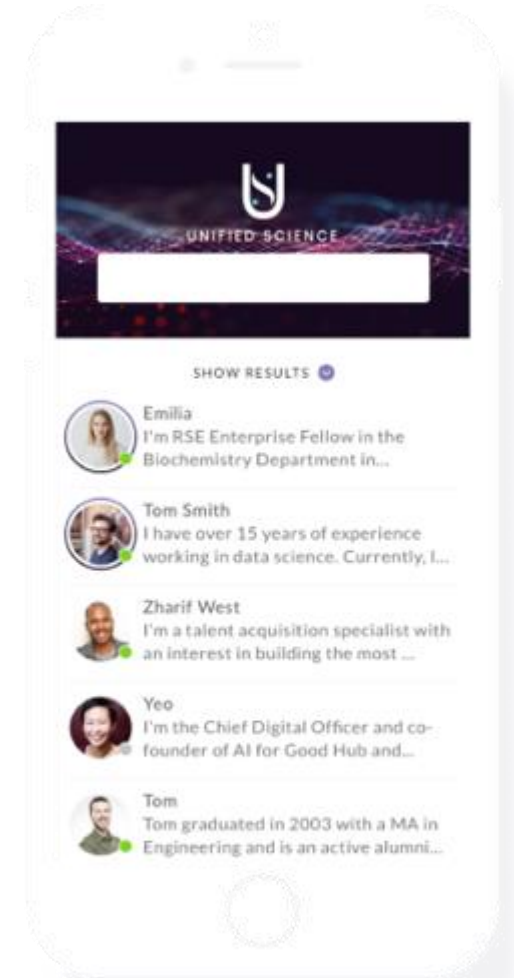 UNIFIED SCIENCE
SHOW RESULTS
Emilia
I'm RSE Enterprise Fellow in the
Biochemistry Department in...
Tom Smith
I have over 15 years of experience
working in data science. Currently, I...
Zharif West
I'm a talent acquisition specialist with
an interest in building the most ...
Yeo
I'm the Chief Digital Officer and co-
founder of AI for Good Hub and...
Tom
Tom graduated in 2003 with a MA in
Engineering and is an active alumni...